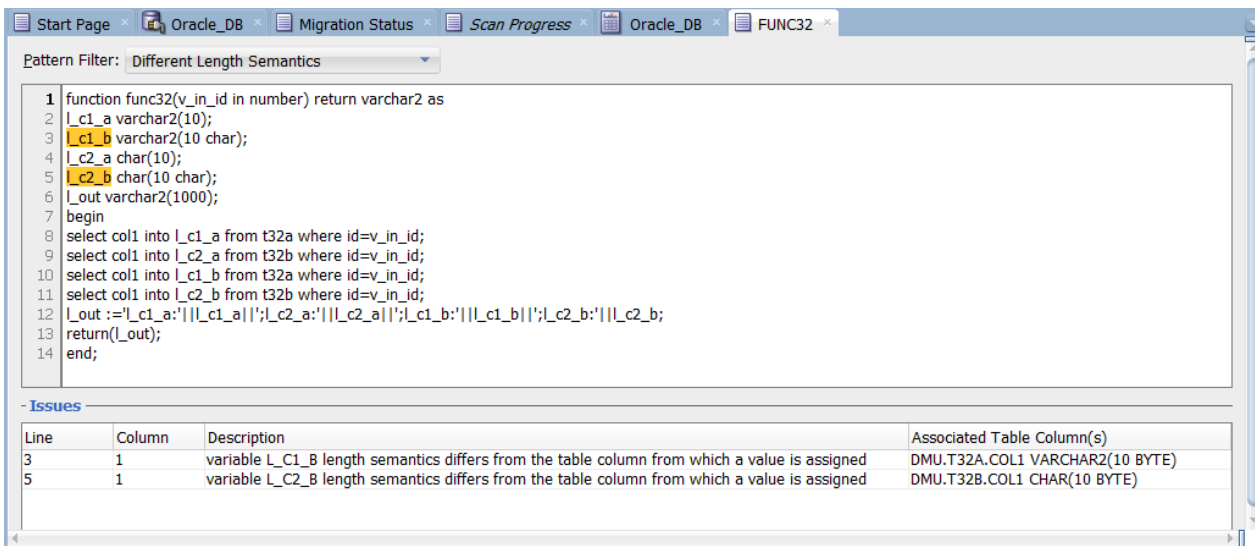 Start Page × Oracle_DB × Migration Status × Scan Progress × Oracle_DB × FUNC32 ×
Pattern Filter: Different Length Semantics
1 function func32(v_in_id in number) return varchar2 as
2 l_c1_a varchar2(10);
3 l_c1_b varchar2(10 char);
4 l_c2_a char(10);
5 l_c2_b char(10 char);
6 l_out varchar2(1000);
7 begin
8 select col1 into l_c1_a from t32a where id=v_in_id;
9 select col1 into l_c2_a from t32b where id=v_in_id;
10 select col1 into l_c1_b from t32a where id=v_in_id;
11 select col1 into l_c2_b from t32b where id=v_in_id;
12 l_out :='l_c1_a:'||l_c1_a||';l_c2_a:'||l_c2_a||';l_c1_b:'||l_c1_b||';l_c2_b:'||l_c2_b;
13 return(l_out);
14 end;
- Issues
Line Column Description Associated Table Column(s)
3 1 variable L_C1_B length semantics differs from the table column from which a value is assigned DMU.T32A.COL1 VARCHAR2(10 BYTE)
5 1 variable L_C2_B length semantics differs from the table column from which a value is assigned DMU.T32B.COL1 CHAR(10 BYTE)